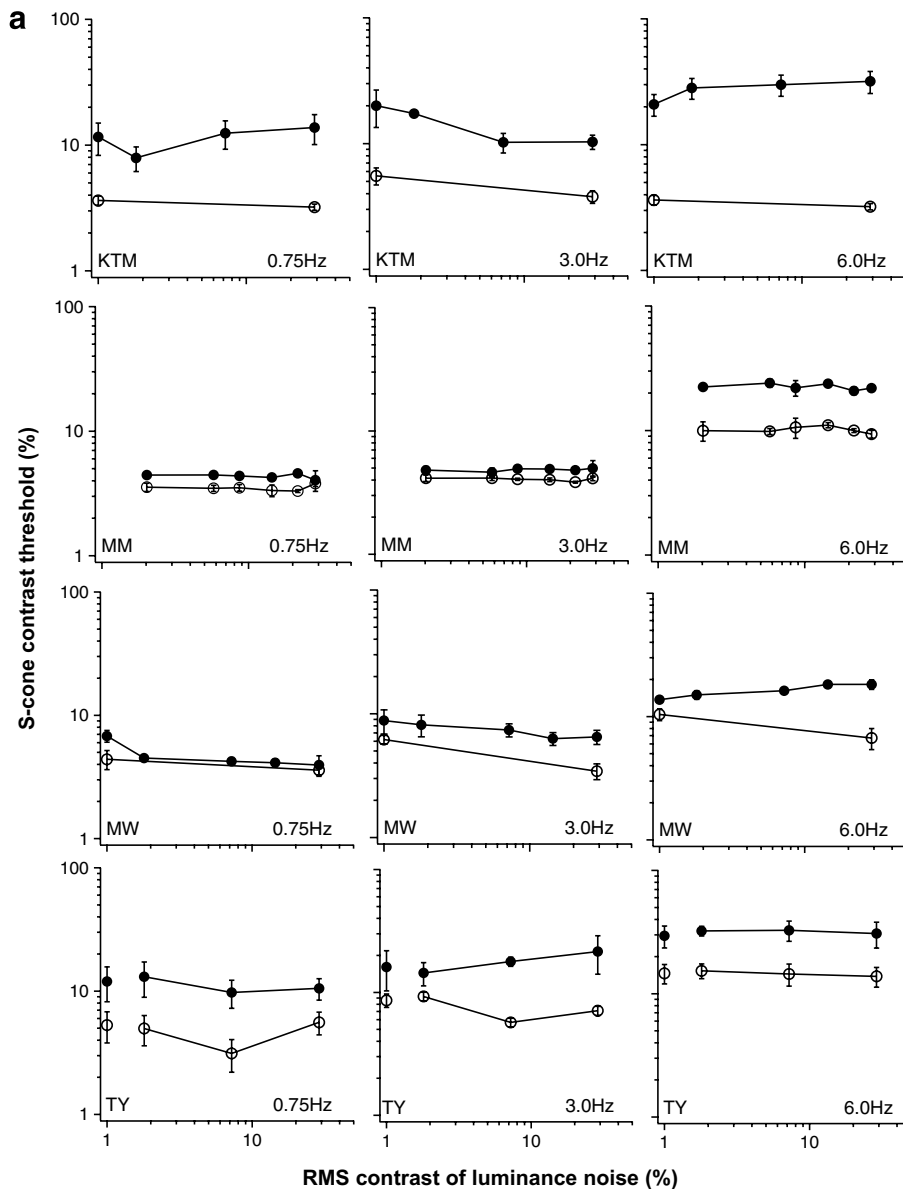 a
100
10
1
KTM 0.75Hz
KTM 3.0Hz
KTM 6.0Hz
100
10
1
MM 0.75Hz
MM 3.0Hz
MM 6.0Hz
S-cone contrast threshold (%)
100
10
1
MW 0.75Hz
MW 3.0Hz
MW 6.0Hz
100
10
1
TY 0.75Hz
TY 3.0Hz
TY 6.0Hz
1 10
1 10
1 10
RMS contrast of luminance noise (%)